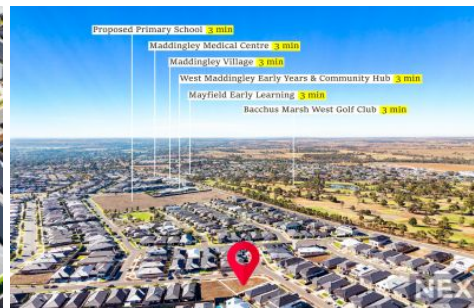 Proposed Primary School 3 min
Maddingley Medical Centre 3 min
Maddingley Village 3 min
West Maddingley Early Years & Community Hub 3 min
Mayfield Early Learning 3 min
Bacchus Marsh West Golf Club 3 min
NEX